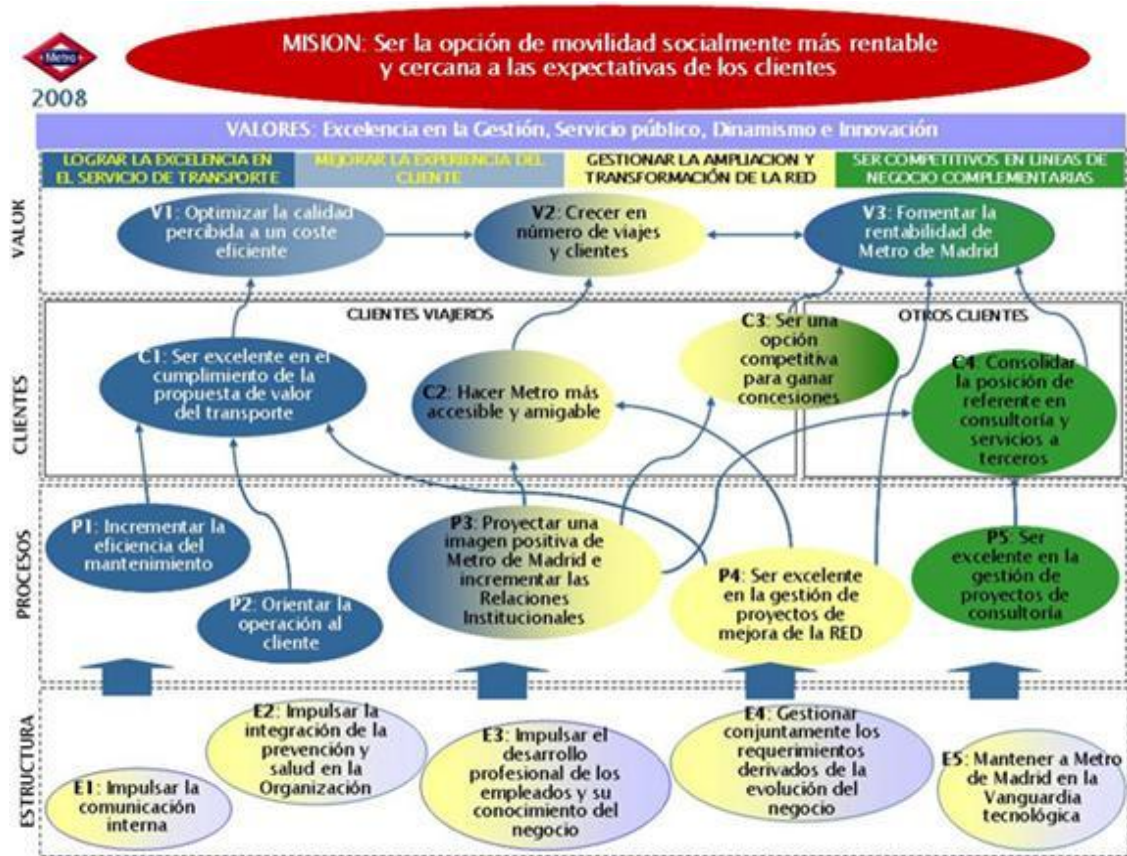 MISION: Ser la opción de movilidad socialmente más rentable
y cercana a las expectativas de los clientes
Metro
2008
VALORES: Excelencia en la Gestión, Servicio público, Dinamismo e Innovación
LOGRAR LA EXCELENCIA EN
EL SERVICIO DE TRANSPORTE
MEJORAR LA EXPERIENCIA DEL
CLIENTE
GESTIONAR LA AMPLIACION Y
TRANSFORMACIÓN DE LA RED
SER COMPETITIVOS EN LINEAS DE
NEGOCIO COMPLEMENTARIAS
VALOR
V1: Optimizar la calidad
percibida a un coste
eficiente
V2: Crecer en
número de viajes
y clientes
V3: Fomentar la
rentabilidad de
Metro de Madrid
CLIENTES
CLIENTES VIAJEROS
OTROS CLIENTES
C1: Ser excelente en el
cumplimiento de la
propuesta de valor
del transporte
C2: Hacer Metro más
accesible y amigable
C3: Ser una
opción
competitiva
para ganar
concesiones
C4: Consolidar
la posición de
referente en
consultoría y
servicios a
terceros
PROCESOS
P1: Incrementar la
eficiencia del
mantenimiento
P2: Orientar la
operación al
cliente
P3: Proyectar una
imagen positiva de
Metro de Madrid e
incrementar las
Relaciones
Institucionales
P4: Ser excelente
en la gestión de
proyectos de
mejora de la RED
P5: Ser
excelente en la
gestión de
proyectos de
consultoría
ESTRUCTURA
E1: Impulsar la
comunicación
interna
E2: Impulsar la
integración de la
prevención y
salud en la
Organización
E3: Impulsar el
desarrollo
profesional de los
empleados y su
conocimiento del
negocio
E4: Gestionar
conjuntamente los
requerimientos
derivados de la
evolución del
negocio
E5: Mantener a Metro
de Madrid en la
Vanguardia
tecnológica